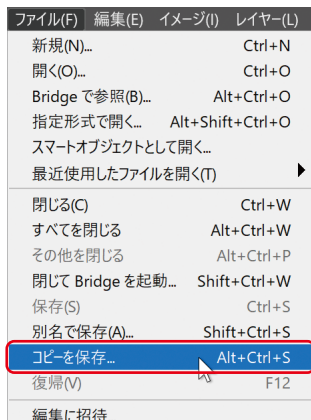 ファイル(F) 編集(E) イメージ(I) レイヤー(L)
新規(N)... Ctrl+N
開く(O)... Ctrl+O
Bridge で参照(B)... Alt+Ctrl+O
指定形式で開く... Alt+Shift+Ctrl+O
スマートオブジェクトとして開く...
最近使用したファイルを開く(T)
閉じる(C) Ctrl+W
すべてを閉じる Alt+Ctrl+W
その他を閉じる Alt+Ctrl+P
閉じて Bridge を起動... Shift+Ctrl+W
保存(S) Ctrl+S
別名で保存(A)... Shift+Ctrl+S
コピーを保存... Alt+Ctrl+S
復帰(V) F12
編集に招待